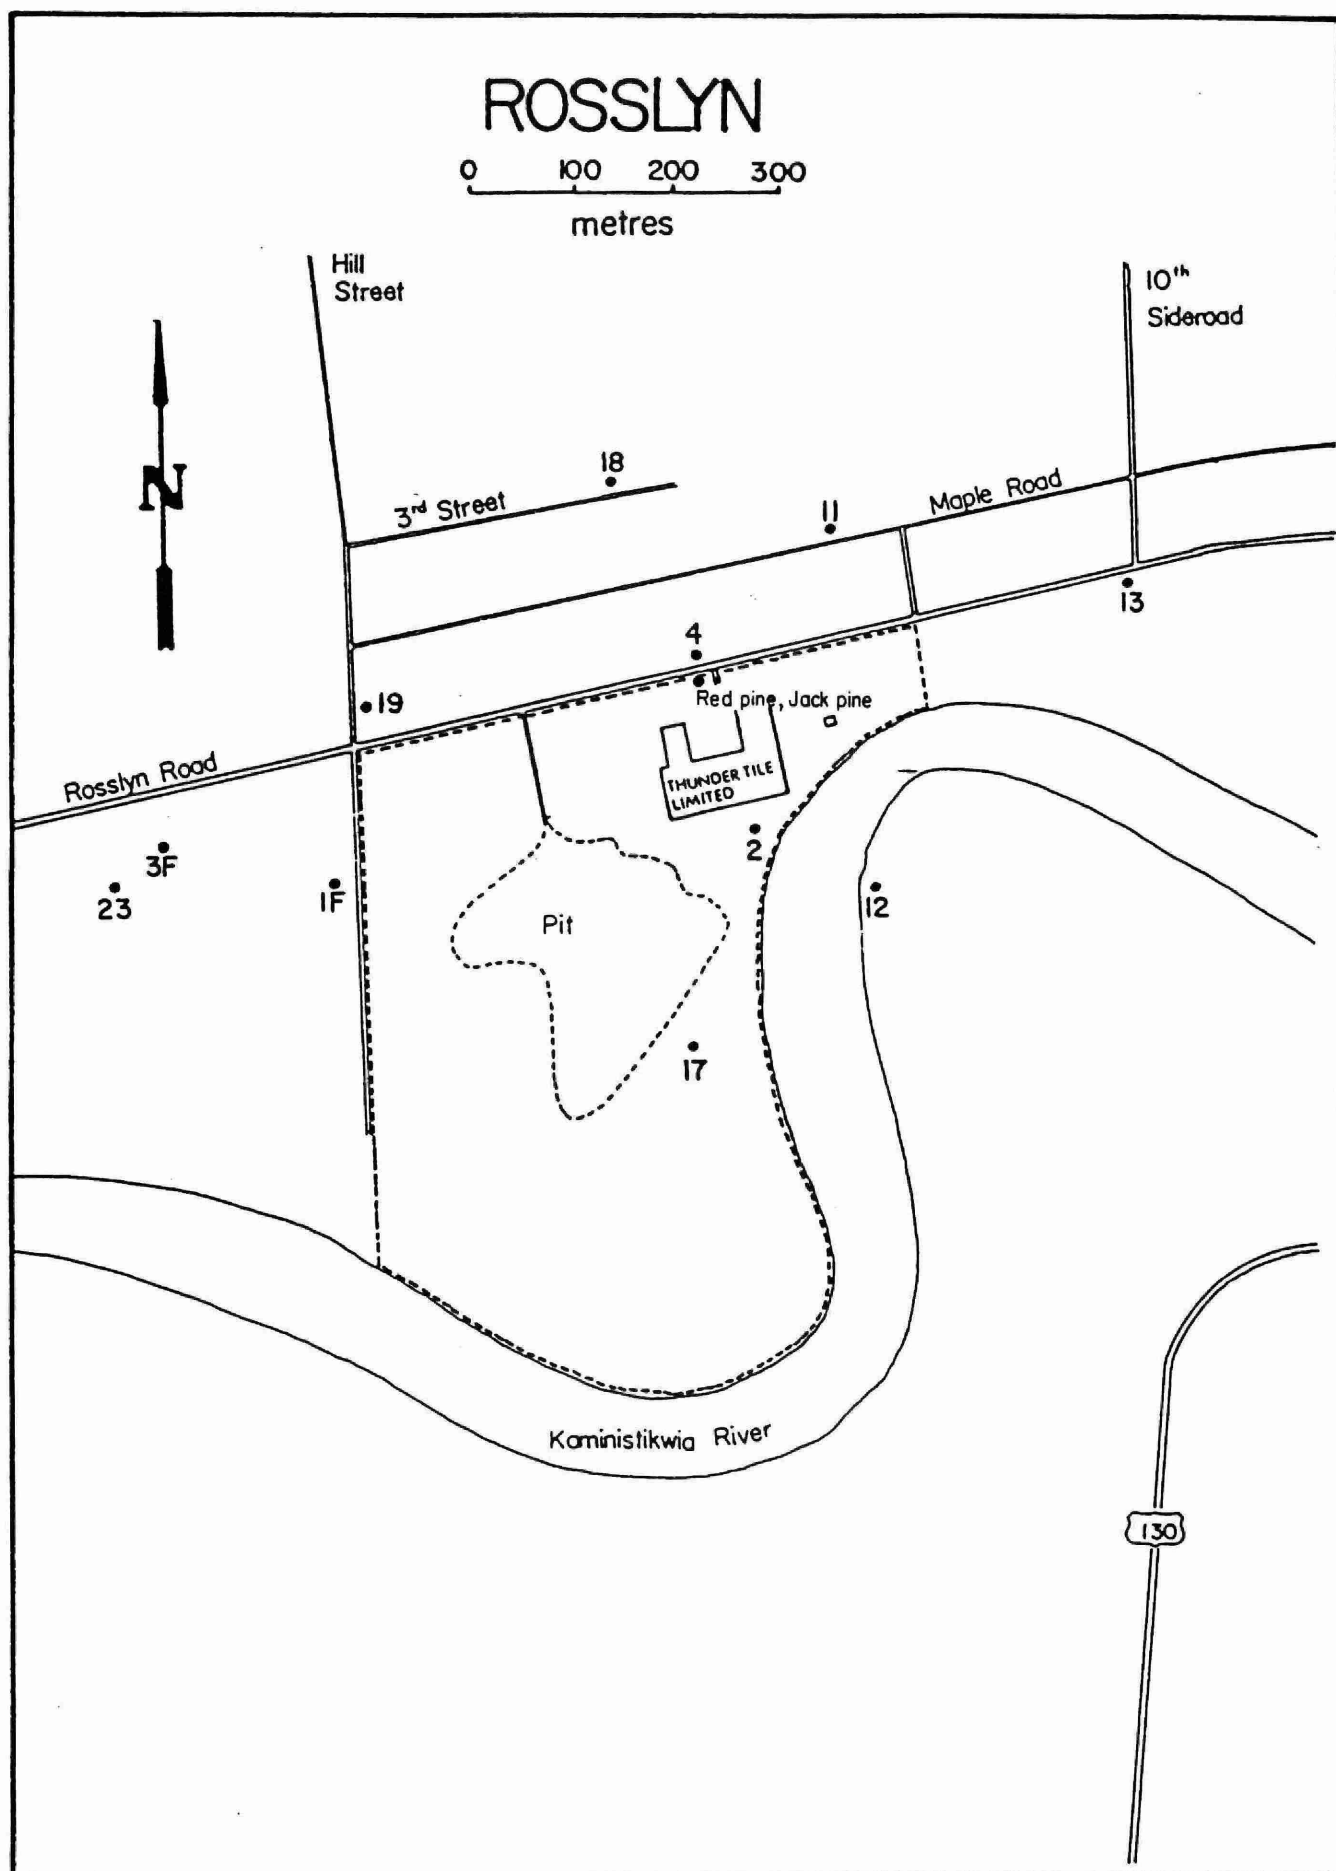 ROSSLYN
0 100 200 300
metres
Hill
Street
10th
Sideroad
N
18
3rd Street
11
Maple Road
13
4
19
Red pine, Jack pine
Rosslyn Road
THUNDER TILE
LIMITED
3F
23
1F
2
12
Pit
17
Kaministikwia River
130